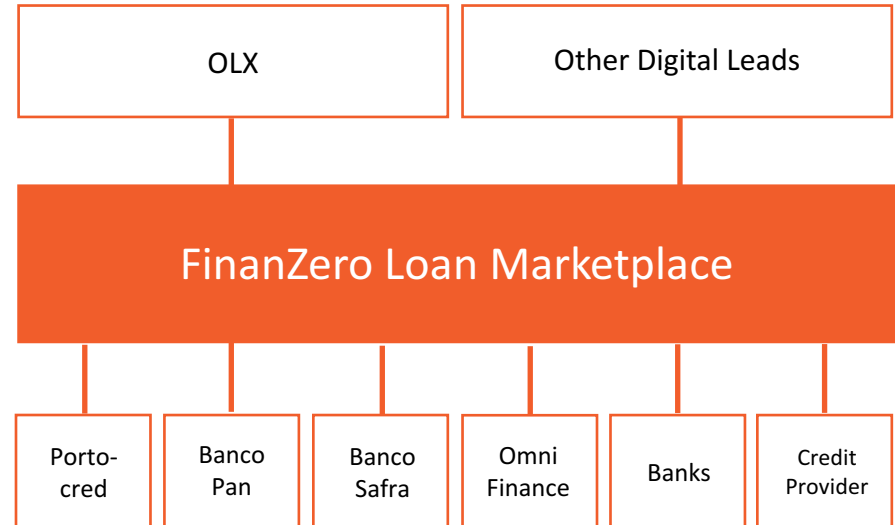 OLX
Other Digital Leads
FinanZero Loan Marketplace
Porto-
cred
Banco
Pan
Banco
Safra
Omni
Finance
Banks
Credit
Provider